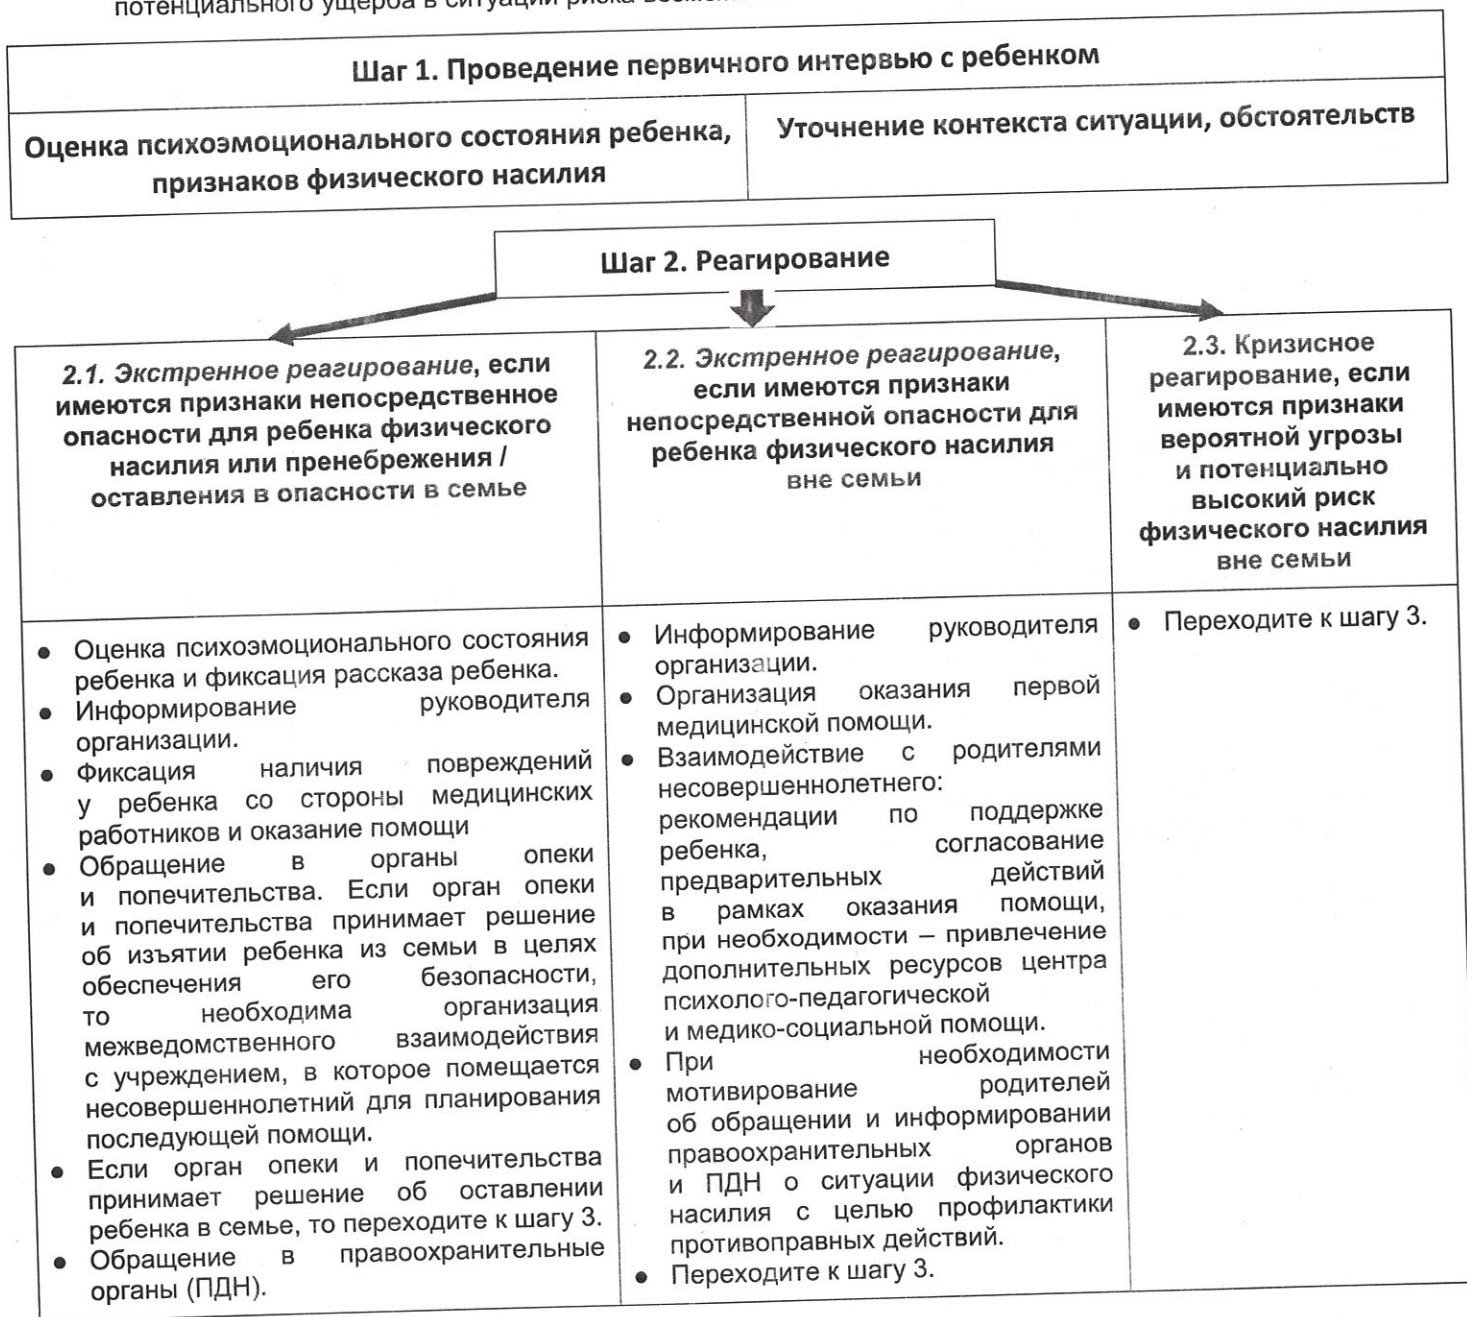 потенциального ущерба в ситуации риска
Шаг 1. Проведение первичного интервью с ребенком
Оценка психоэмоционального состояния ребенка,
признаков физического насилия
Уточнение контекста ситуации, обстоятельств
Шаг 2. Реагирование
2.1. Экстренное реагирование, если
имеются признаки непосредственное
опасности для ребенка физического
насилия или пренебрежения /
оставления в опасности в семье
2.2. Экстренное реагирование,
если имеются признаки
непосредственной опасности для
ребенка физического насилия
вне семьи
2.3. Кризисное
реагирование, если
имеются признаки
вероятной угрозы
и потенциально
высокий риск
физического насилия
вне семьи
• Оценка психоэмоционального состояния
ребенка и фиксация рассказа ребенка.
• Информирование руководителя
организации.
• Фиксация наличия повреждений
у ребенка со стороны медицинских
работников и оказание помощи
• Обращение в органы опеки
и попечительства. Если орган опеки
и попечительства принимает решение
об изъятии ребенка из семьи в целях
обеспечения его безопасности,
то необходима организация
межведомственного взаимодействия
с учреждением, в которое помещается
несовершеннолетний для планирования
последующей помощи.
• Если орган опеки и попечительства
принимает решение об оставлении
ребенка в семье, то переходите к шагу 3.
• Обращение в правоохранительные
органы (ПДН).
• Информирование руководителя
организации.
• Организация оказания первой
медицинской помощи.
• Взаимодействие с родителями
несовершеннолетнего:
рекомендации по поддержке
ребенка, согласование
предварительных действий
в рамках оказания помощи,
при необходимости – привлечение
дополнительных ресурсов центра
психолого-педагогической
и медико-социальной помощи.
• При необходимости
мотивирование родителей
об обращении и информировании
правоохранительных органов
и ПДН о ситуации физического
насилия с целью профилактики
противоправных действий.
• Переходите к шагу 3.
• Переходите к шагу 3.